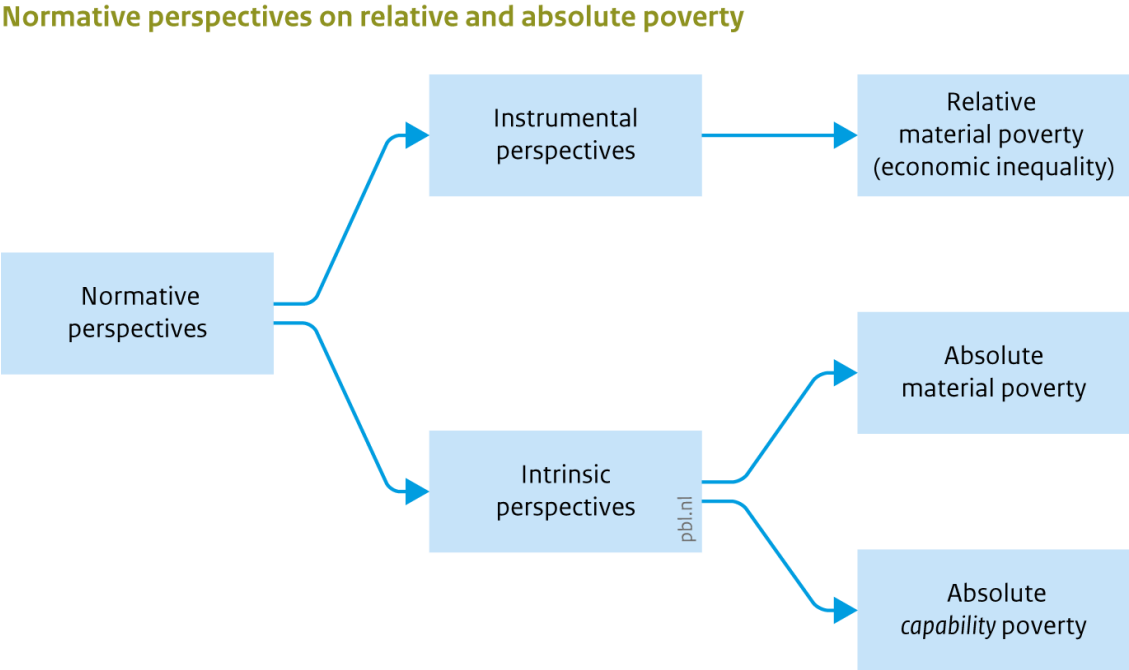 Normative perspectives on relative and absolute poverty
Instrumental
perspectives
Relative
material poverty
(economic inequality)
Normative
perspectives
Absolute
material poverty
Intrinsic
perspectives
pbl.nl
Absolute
capability poverty